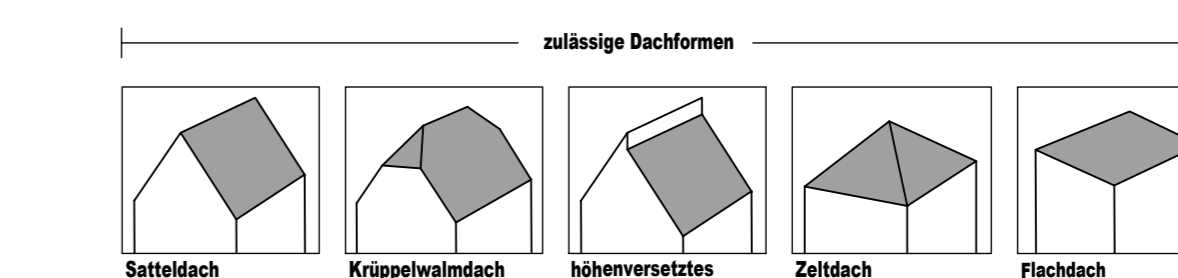 zulässige Dachformen
Satteldach
Krüppelwalmdach
höhenversetztes
Zeltdach
Flachdach